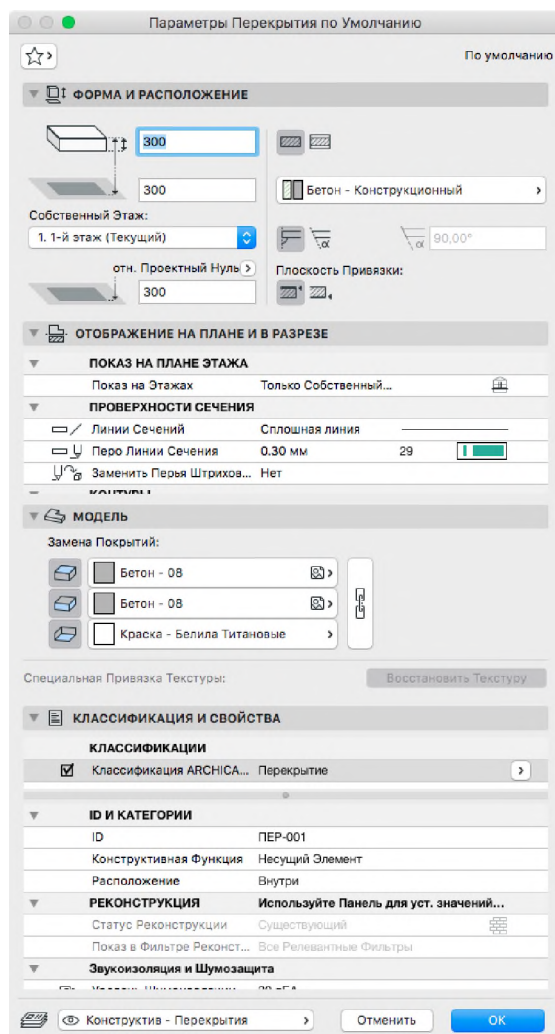 Параметры Перекрытия по Умолчанию
По умолчанию
ФОРМА И РАСПОЛОЖЕНИЕ
300
300
Бетон - Конструкционный
Собственный Этаж:
1. 1-й этаж (Текущий)
α
α 90,00°
отн. Проектный Нуль
Плоскость Привязки:
300
ОТОБРАЖЕНИЕ НА ПЛАНЕ И В РАЗРЕЗЕ
ПОКАЗ НА ПЛАНЕ ЭТАЖА
Показ на Этажах Только Собственный...
ПРОВЕРХНОСТИ СЕЧЕНИЯ
Линии Сечений Сплошная линия
Перо Линии Сечения 0.30 мм 29
Заменить Перья Штрихов... Нет
КОНТУРЫ
МОДЕЛЬ
Замена Покрытий:
Бетон - 08
Бетон - 08
Краска - Белила Титановые
Специальная Привязка Текстуры: Восстановить Текстуру
КЛАССИФИКАЦИЯ И СВОЙСТВА
КЛАССИФИКАЦИИ
Классификация ARCHICA... Перекрытие
ID И КАТЕГОРИИ
ID ПЕР-001
Конструктивная Функция Несущий Элемент
Расположение Внутри
РЕКОНСТРУКЦИЯ Используйте Панель для уст. значений...
Статус Реконструкции Существующий
Показ в Фильтре Реконст... Все Релевантные Фильтры
Звукоизоляция и Шумозащита
Конструктив - Перекрытия
Отменить
OK